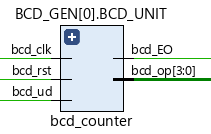 BCD_GEN[0].BCD_UNIT
bcd_clk
bcd_rst
bcd_ud
bcd_EO
bcd_op[3:0]
bcd_counter